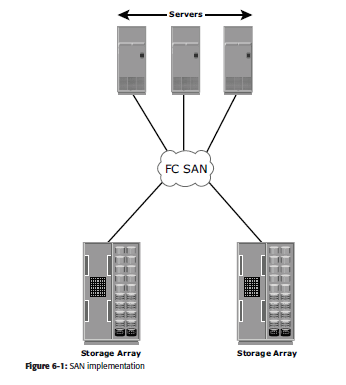 Servers
FC SAN
Storage Array
Storage Array
Figure 6-1: SAN implementation